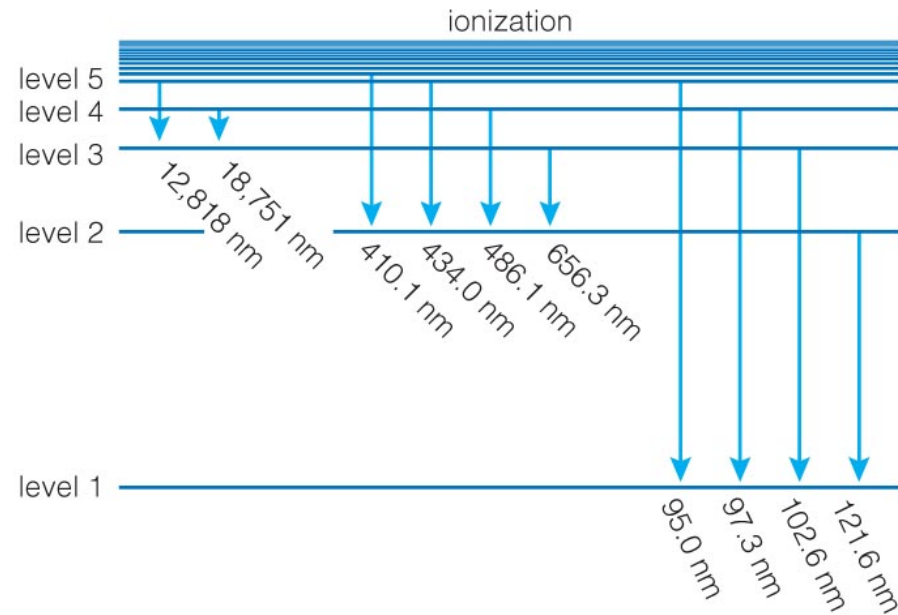 ionization
level 5
level 4
level 3
12,818 nm
18,751 nm
level 2
410.1 nm
434.0 nm
486.1 nm
656.3 nm
level 1
95.0 nm
97.3 nm
102.6 nm
121.6 nm